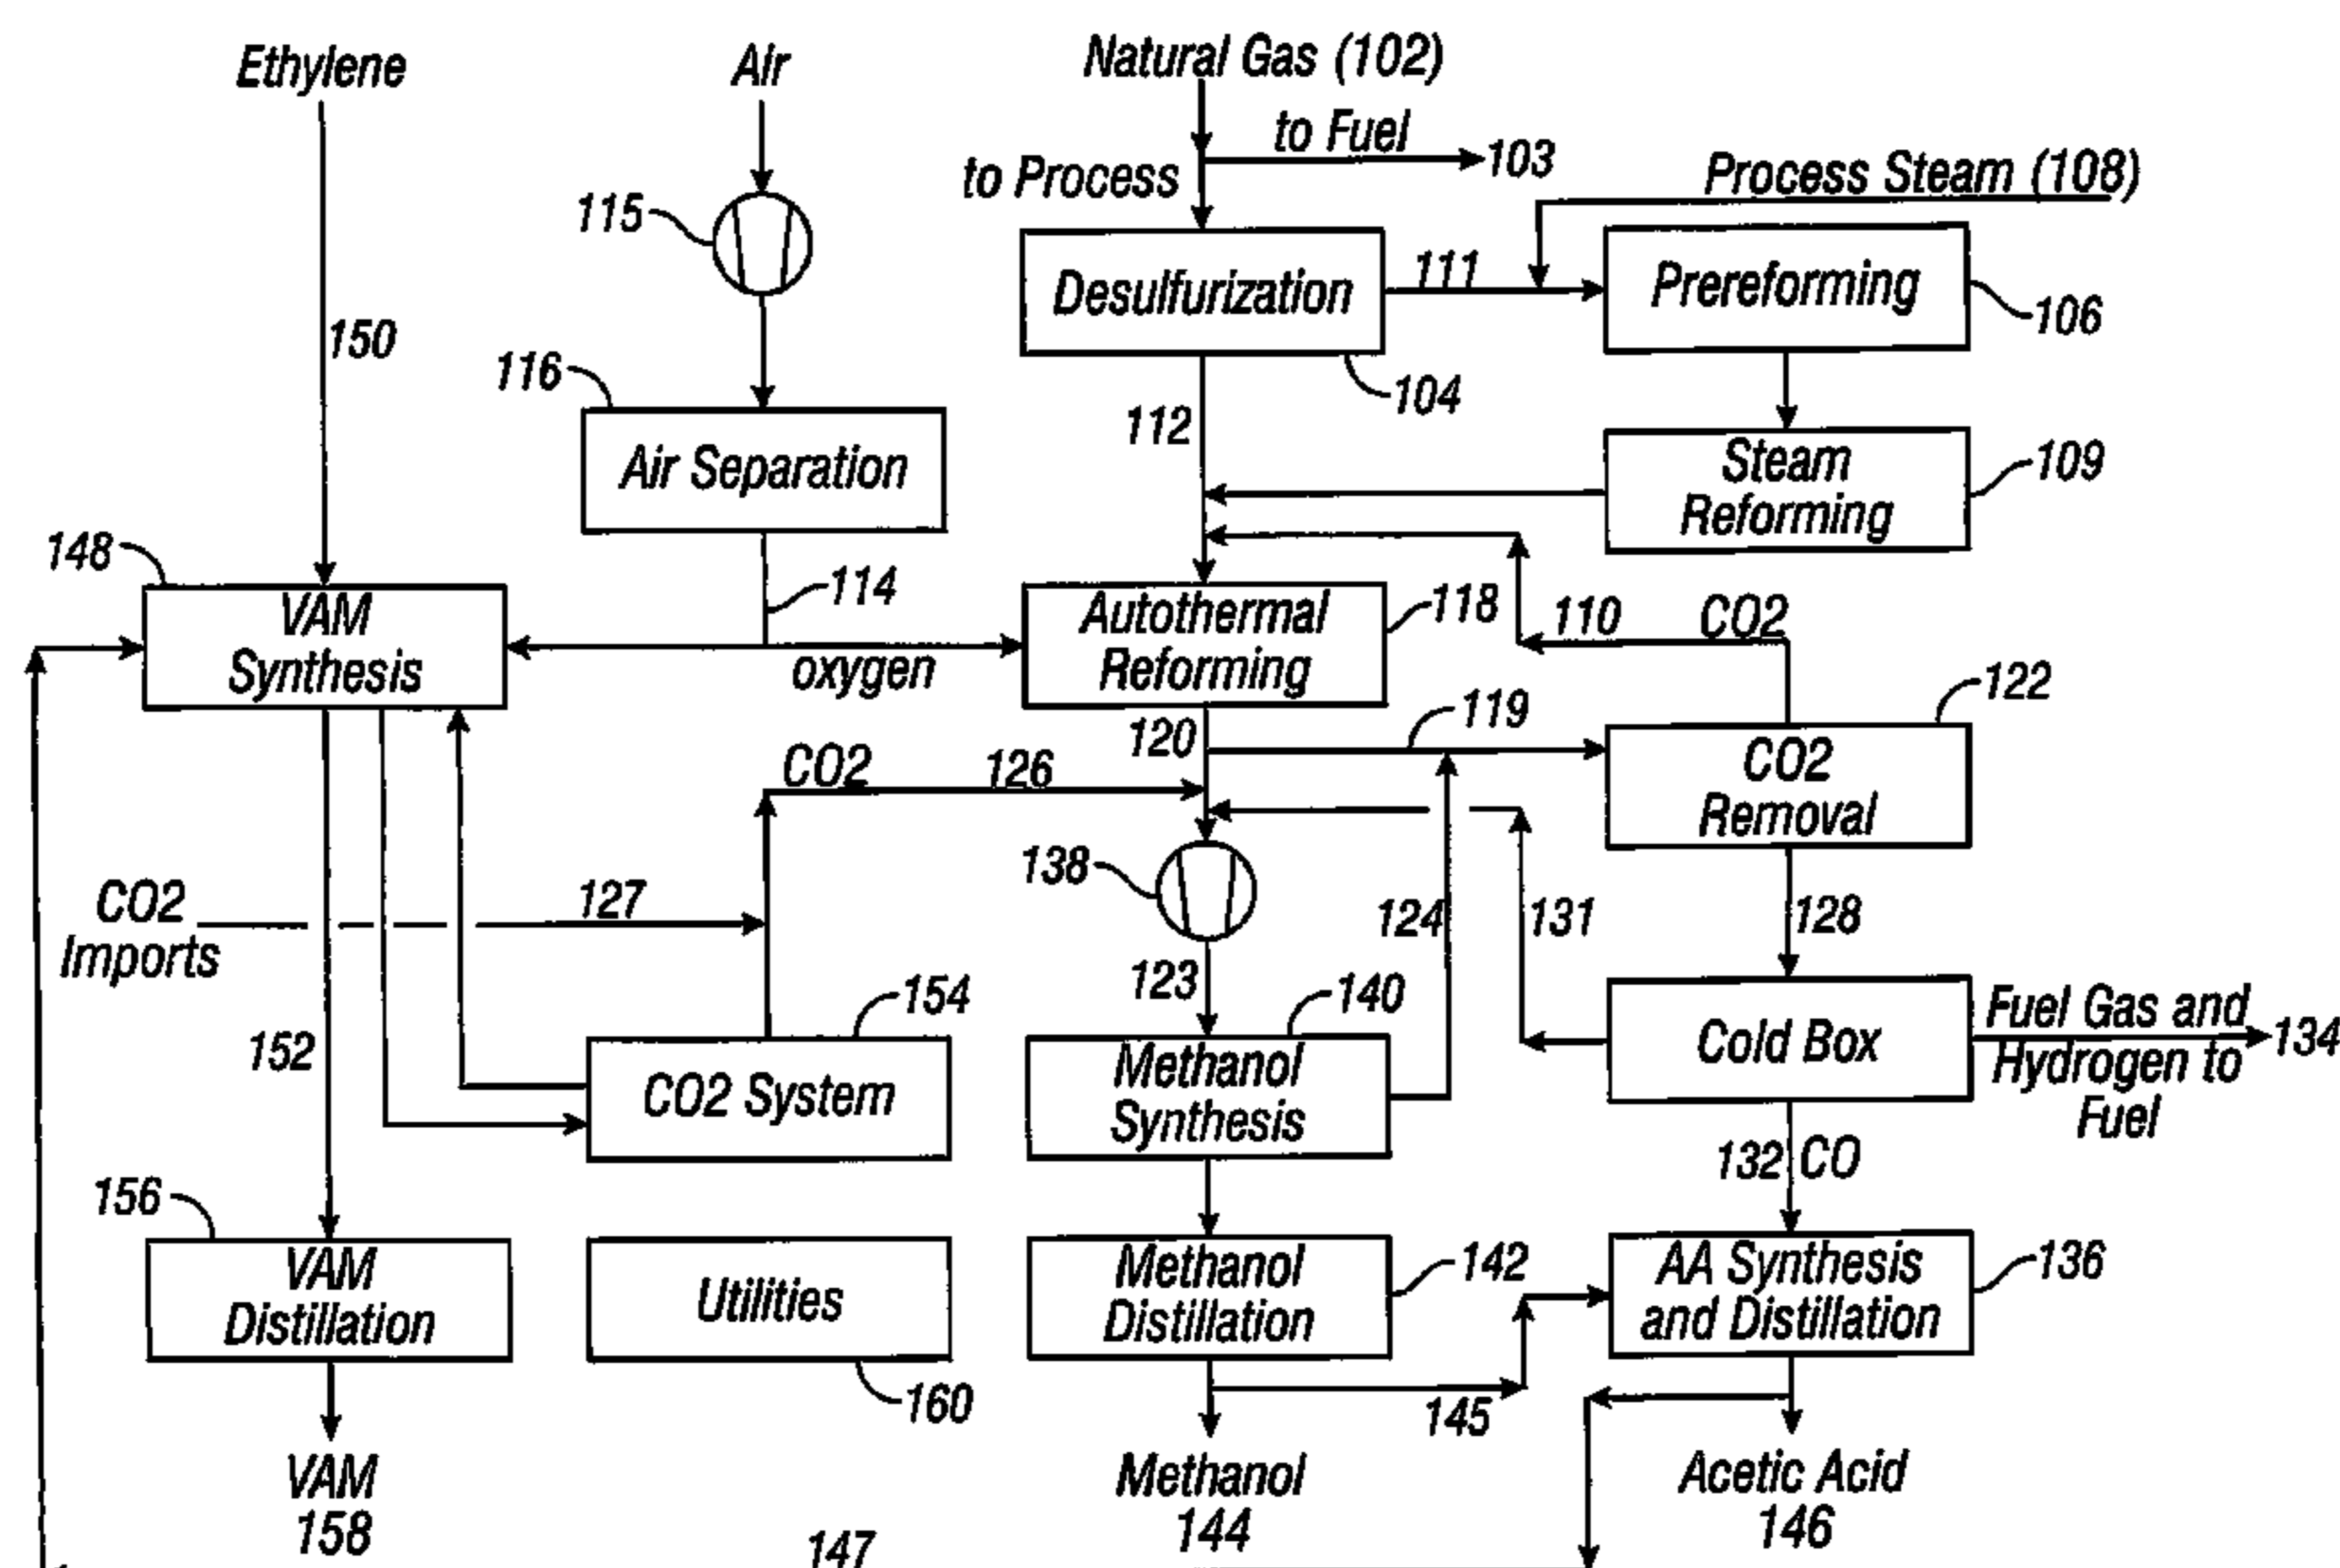 Ethylene
Air
Natural Gas (102)
to Fuel
103
to Process
Process Steam (108)
115
Desulfurization
111
Prereforming
106
150
116
104
112
Air Separation
Steam
Reforming
109
148
114
VAM
Synthesis
oxygen
Autothermal
Reforming
118
110
CO2
122
120
119
CO2
126
CO2
Removal
138
CO2
Imports
127
124
131
128
123
154
140
152
CO2 System
Methanol
Synthesis
Cold Box
Fuel Gas and
Hydrogen to
Fuel
134
132
CO
156
VAM
Distillation
Utilities
Methanol
Distillation
142
AA Synthesis
and Distillation
136
160
145
VAM
158
Methanol
144
Acetic Acid
146
147